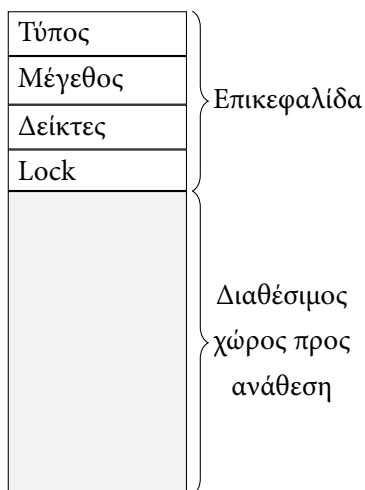 Τύπος
Μέγεθος
Δείκτες
Lock
Επικεφαλίδα
Διαθέσιμος
χώρος προς
ανάθεση